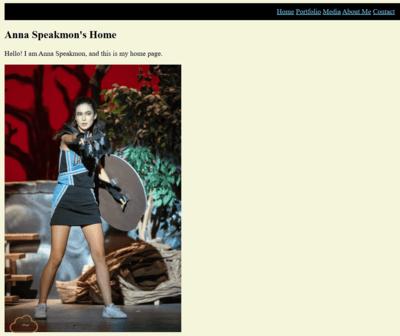 Home Portfolio Media About Me Contact
Anna Speakmon's Home
Hello! I am Anna Speakmon, and this is my home page.